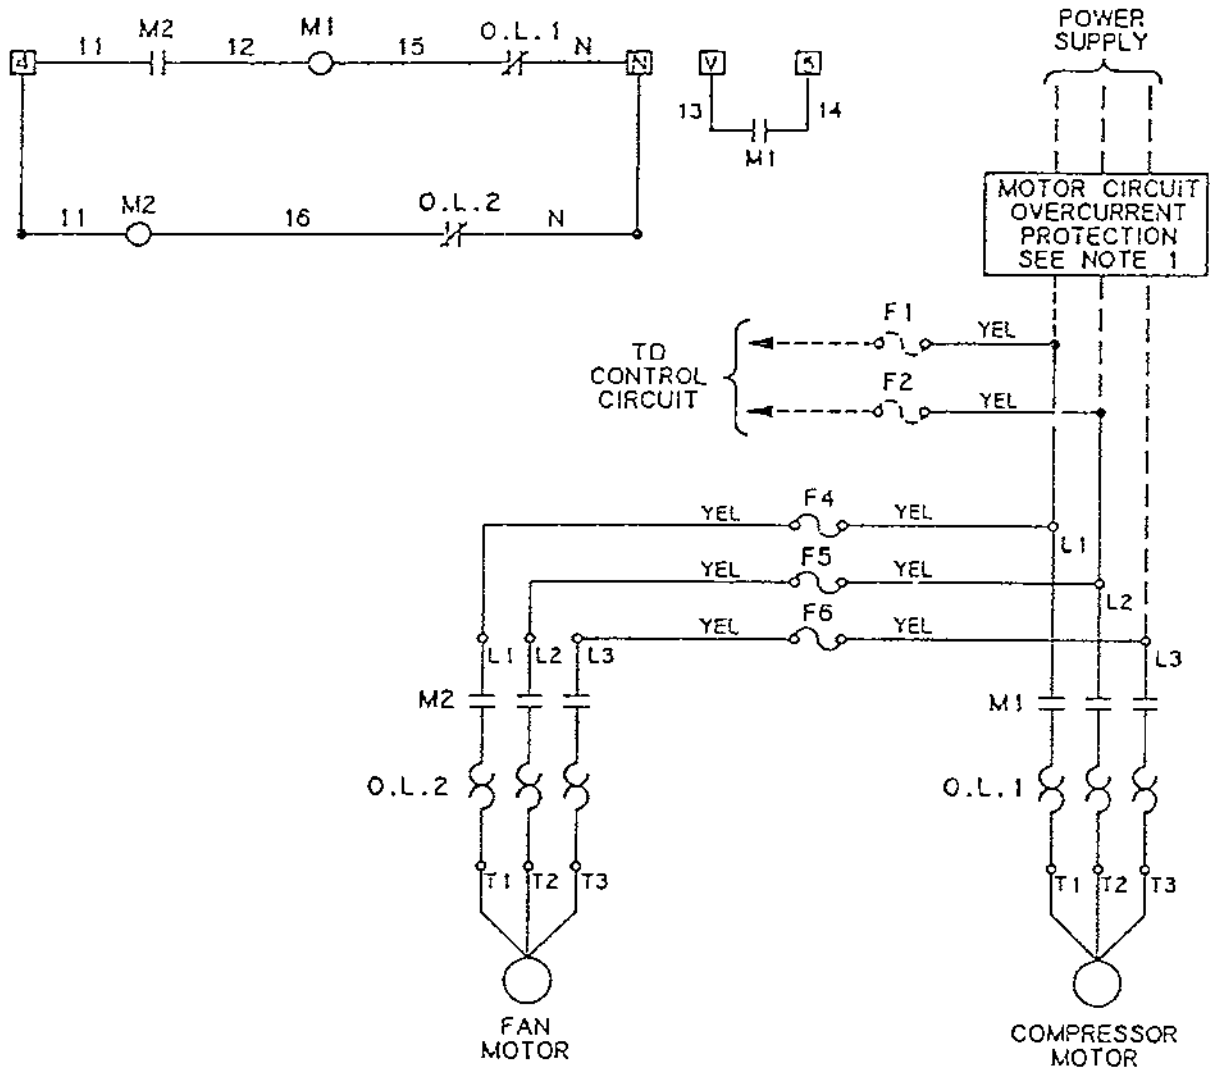 POWER
SUPPLY
11 M2 12 M1 15 O.L.1 N
4 N V 5
13 14
M1
11 M2 16 O.L.2 N
MOTOR CIRCUIT
OVERCURRENT
PROTECTION
SEE NOTE 1
F1
YEL
TO
CONTROL
CIRCUIT
F2
YEL
YEL F4 YEL
L1
YEL F5 YEL
L2
YEL F6 YEL
L1 L2 L3 L3
M2 M1
O.L.2 O.L.1
T1 T2 T3 T1 T2 T3
FAN
MOTOR
COMPRESSOR
MOTOR